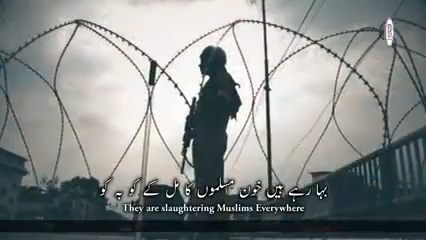 بہا رہے ہیں خون مسلموں کا مل کے کو بہ کو
They are slaughtering Muslims Everywhere